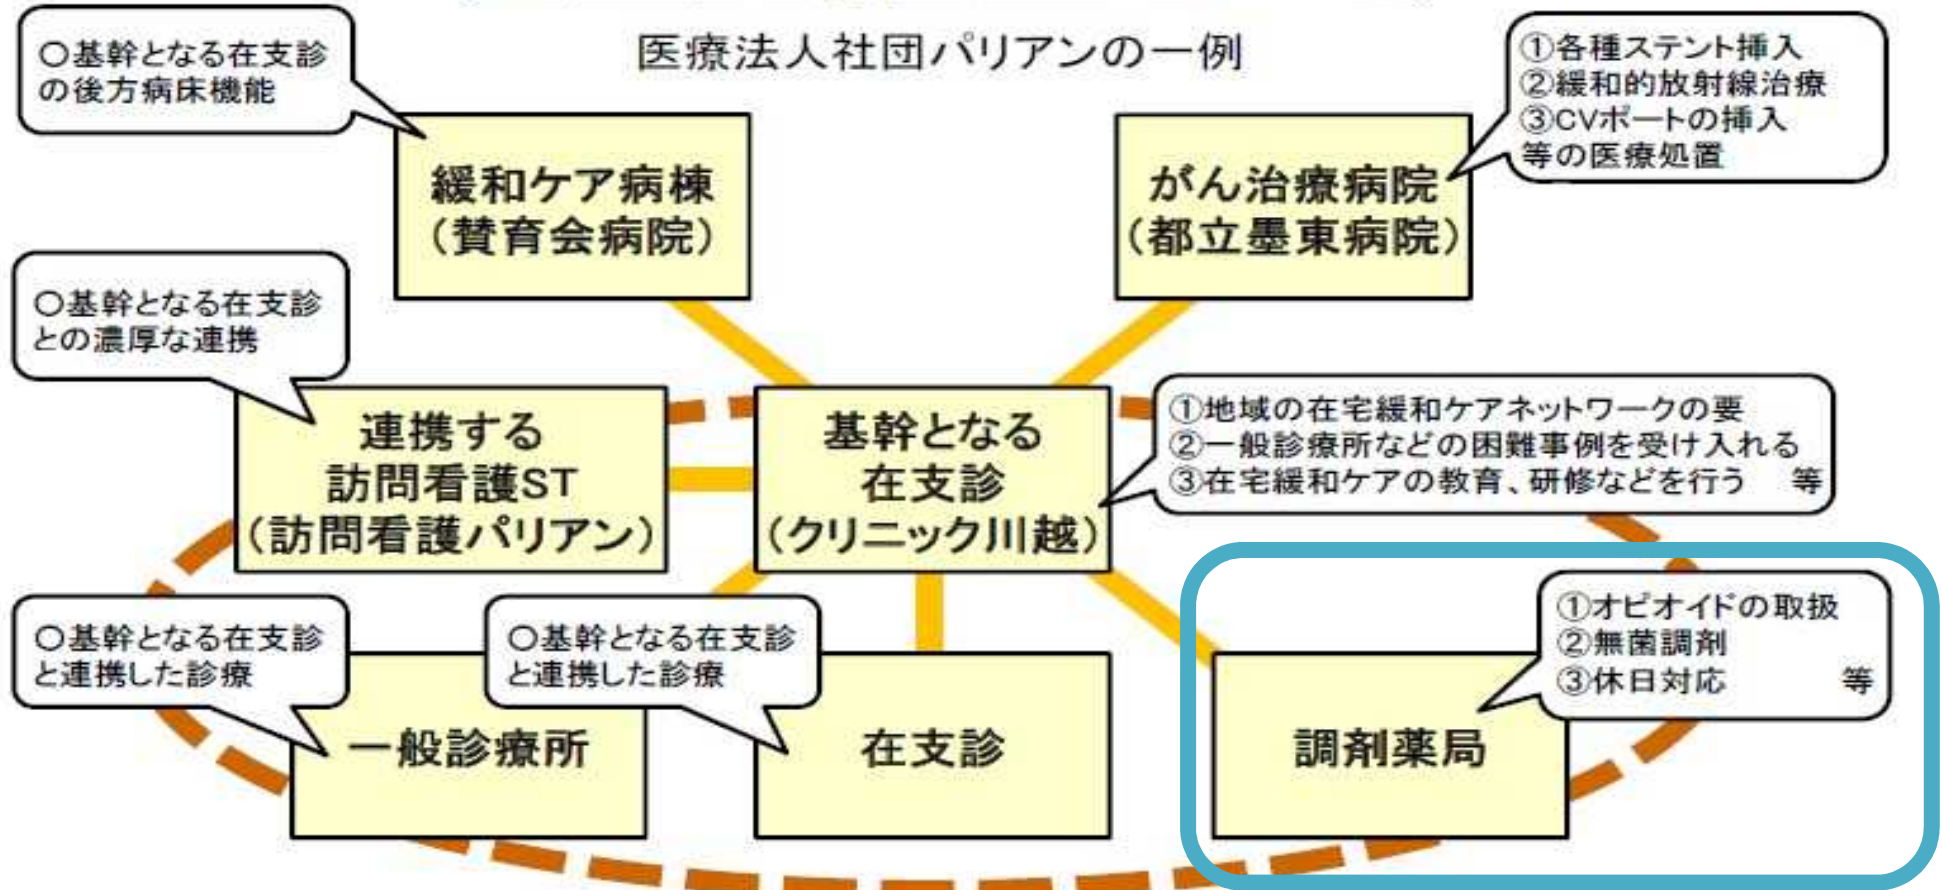 医療法人社団パリアンの一例
〇基幹となる在支診
の後方病床機能
①各種ステント挿入
②緩和的放射線治療
③CVポートの挿入
等の医療処置
緩和ケア病棟
(賛育会病院)
がん治療病院
(都立墨東病院)
〇基幹となる在支診
との濃厚な連携
連携する
訪問看護ST
(訪問看護パリアン)
基幹となる
在支診
(クリニック川越)
①地域の在宅緩和ケアネットワークの要
②一般診療所などの困難事例を受け入れる
③在宅緩和ケアの教育、研修などを行う 等
〇基幹となる在支診
と連携した診療
一般診療所
〇基幹となる在支診
と連携した診療
在支診
①オピオイドの取扱
②無菌調剤
③休日対応 等
調剤薬局